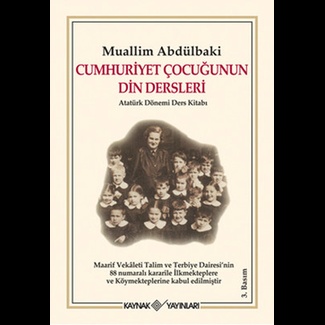 Muallim Abdülbaki
CUMHURİYET ÇOCUĞUNUN
DİN DERSLERİ
Atatürk Dönemi Ders Kitabı
Maarif Vekâleti Talim ve Terbiye Dairesi'nin
88 numaralı kararile İlkmekteplere
ve Köymekteplerine kabul edilmiştir
3. Basım
KAYNAK YAYINLARI